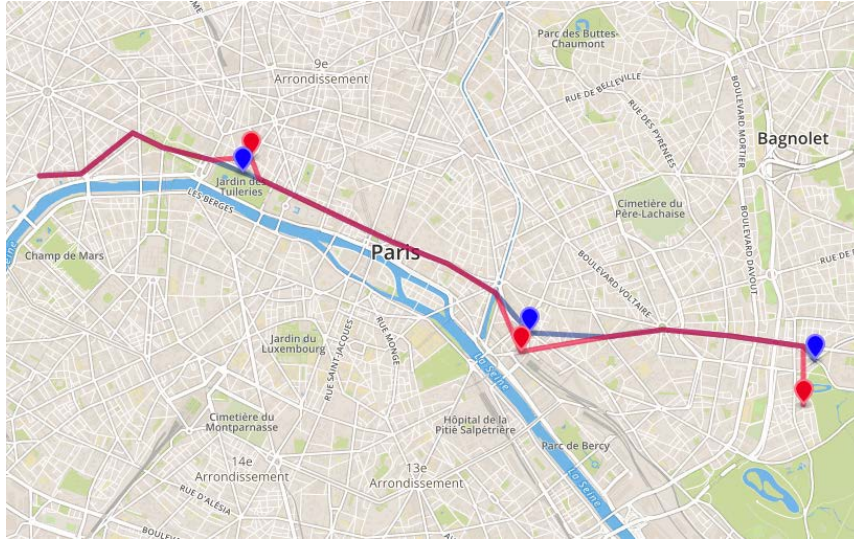 9e
Arrondissement
Parc des Buttes-
Chaumont
RUE DE BELLEVILLE
RUE DES PYRÉNÉES
BOULEVARD MORTIER
Bagnolet
Jardin des
Tuileries
LES BERGES
Cimetière du
Père-Lachaise
BOULEVARD DAVOUT
Champ de Mars
Paris
BOULEVARD VOLTAIRE
RUE DE
Seine
Jardin du
Luxembourg
RUE SAINT-JACQUES
RUE MONGE
La Seine
Cimetière du
Montparnasse
Hôpital de la
Pitié Salpêtrière
Parc de Bercy
14e
Arrondissement
13e
Arrondissement
La Seine
RUE D'ALÉSIA
BOULEV